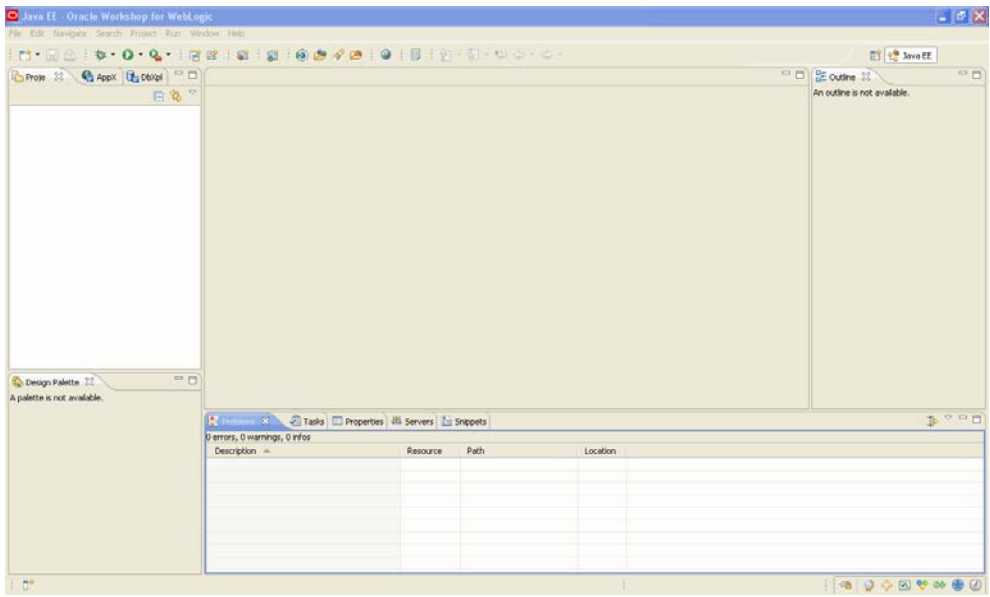 Java EE - Oracle Workshop for WebLogic
File Edit Navigate Search Project Run Window Help
Java EE
Proje AppX DbXpl
Outline
An outline is not available.
Design Palette
A palette is not available.
Problems Tasks Properties Servers Snippets
0 errors, 0 warnings, 0 infos
Description Resource Path Location